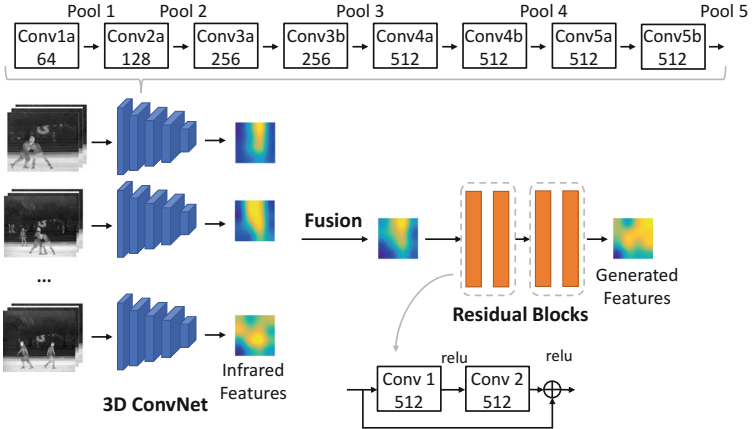 Pool 1 Pool 2 Pool 3 Pool 4 Pool 5
Conv1a Conv2a Conv3a Conv3b Conv4a Conv4b Conv5a Conv5b
64 128 256 256 512 512 512 512
...
Fusion
Infrared
Features
3D ConvNet
Residual Blocks
Generated
Features
relu relu
Conv 1 Conv 2
512 512